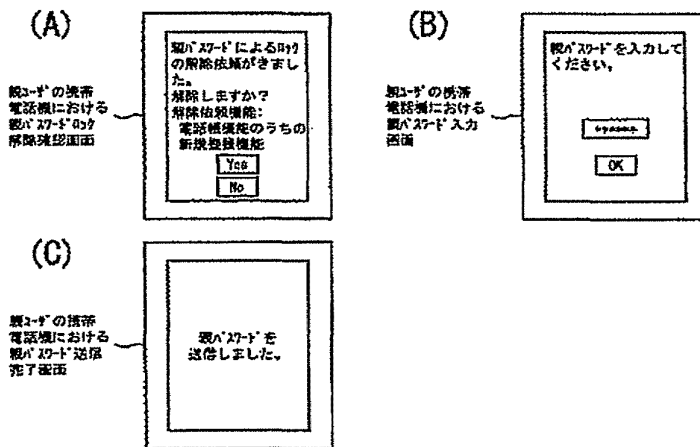 (A)
親ユーザの携帯
電話機における
親パスワードロック
解除確認画面
親パスワードによるロック
の解除依頼がきまし
た。
解除しますか?
解除依頼機能:
電話帳機能のうちの
新規登録機能
Yes
No
(B)
親ユーザの携帯
電話機における
親パスワード入力
画面
親パスワードを入力して
ください。
OK
(C)
親ユーザの携帯
電話機における
親パスワード送信
完了画面
親パスワードを
送信しました。